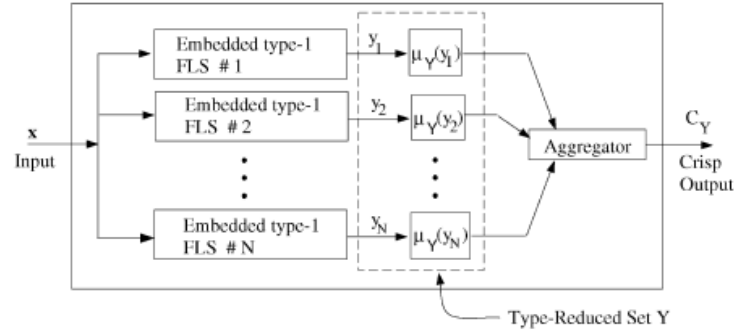 x
Input
Embedded type-1
FLS # 1
y1
μY(y1)
Embedded type-1
FLS # 2
y2
μY(y2)
Embedded type-1
FLS # N
yN
μY(yN)
Aggregator
CY
Crisp
Output
Type-Reduced Set Y